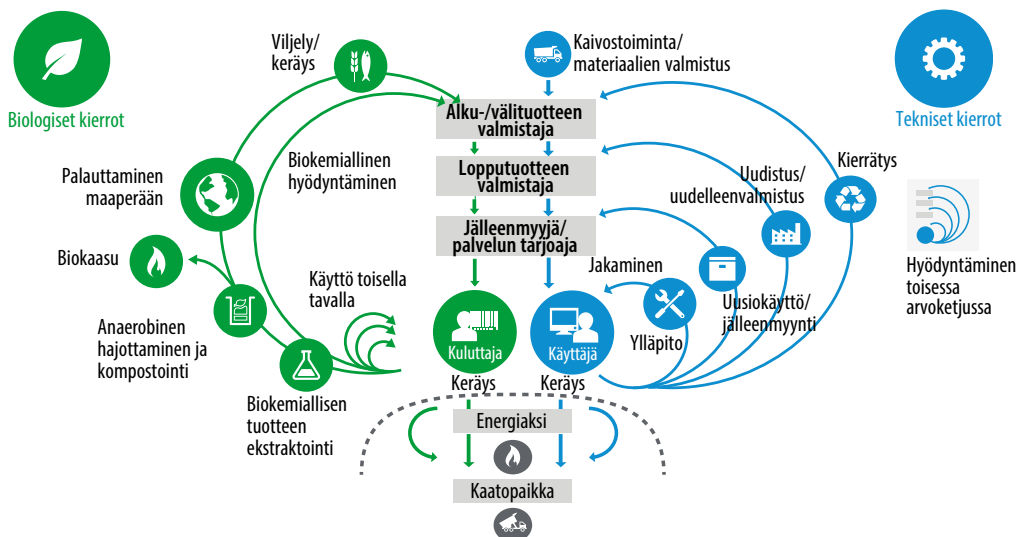 Viljely/
keräys
Kaivostoiminta/
materiaalien valmistus
Biologiset kierrot
Tekniset kierrot
Alku-/välituotteen
valmistaja
Biokemiallinen
hyödyntäminen
Lopputuotteen
valmistaja
Kierrätys
Uudistus/
uudelleenvalmistus
Palauttaminen
maaperään
Jälleenmyyjä/
palvelun tarjoaja
Biokaasu
Jakaminen
Hyödyntäminen
toisessa
arvoketjussa
Käyttö toisella
tavalla
Uusiokäyttö/
jälleenmyynti
Anaerobinen
hajottaminen ja
kompostointi
Ylläpito
Kuluttaja
Käyttäjä
Keräys
Keräys
Biokemiallisen
tuotteen
ekstraktointi
Energiaksi
Kaatopaikka